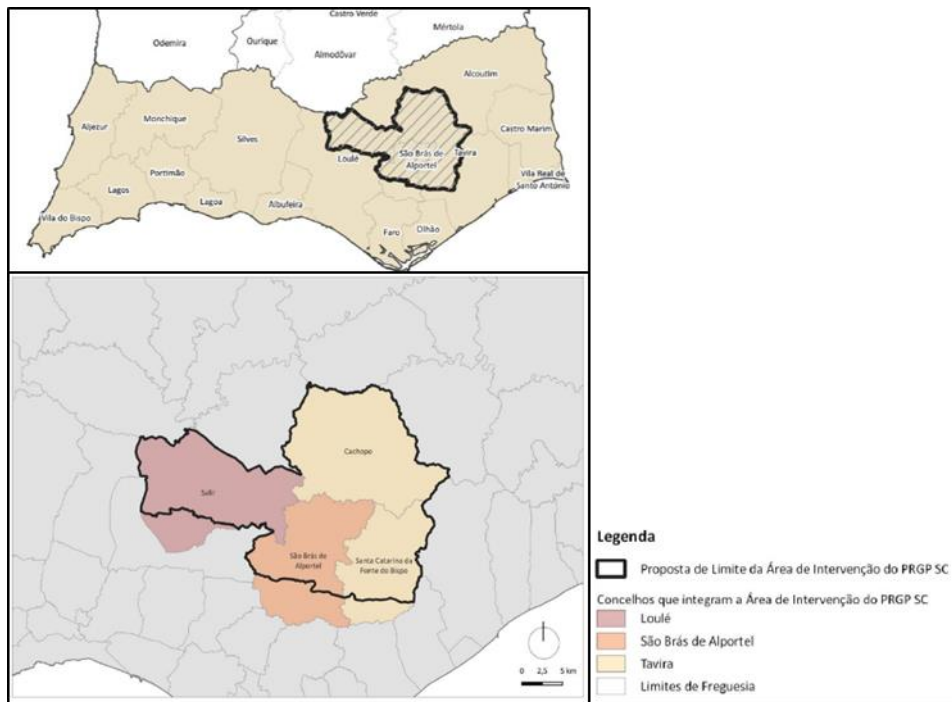 Castro Verde
Mértola
Odemira
Ourique
Almodôvar
Alcoutim
Aljezur
Monchique
Silves
Castro Marim
Loulé
São Brás de
Alportel
Tavira
Portimão
Vila Real de
Santo António
Lagos
Lagoa
Albufeira
Vila do Bispo
Faro
Olhão
Cachopo
Salir
São Brás de
Alportel
Santa Catarina da
Fonte do Bispo
0 2,5 5 km
Legenda
Proposta de Limite da Área de Intervenção do PRGP SC
Concelhos que integram a Área de Intervenção do PRGP SC
Loulé
São Brás de Alportel
Tavira
Limites de Freguesia